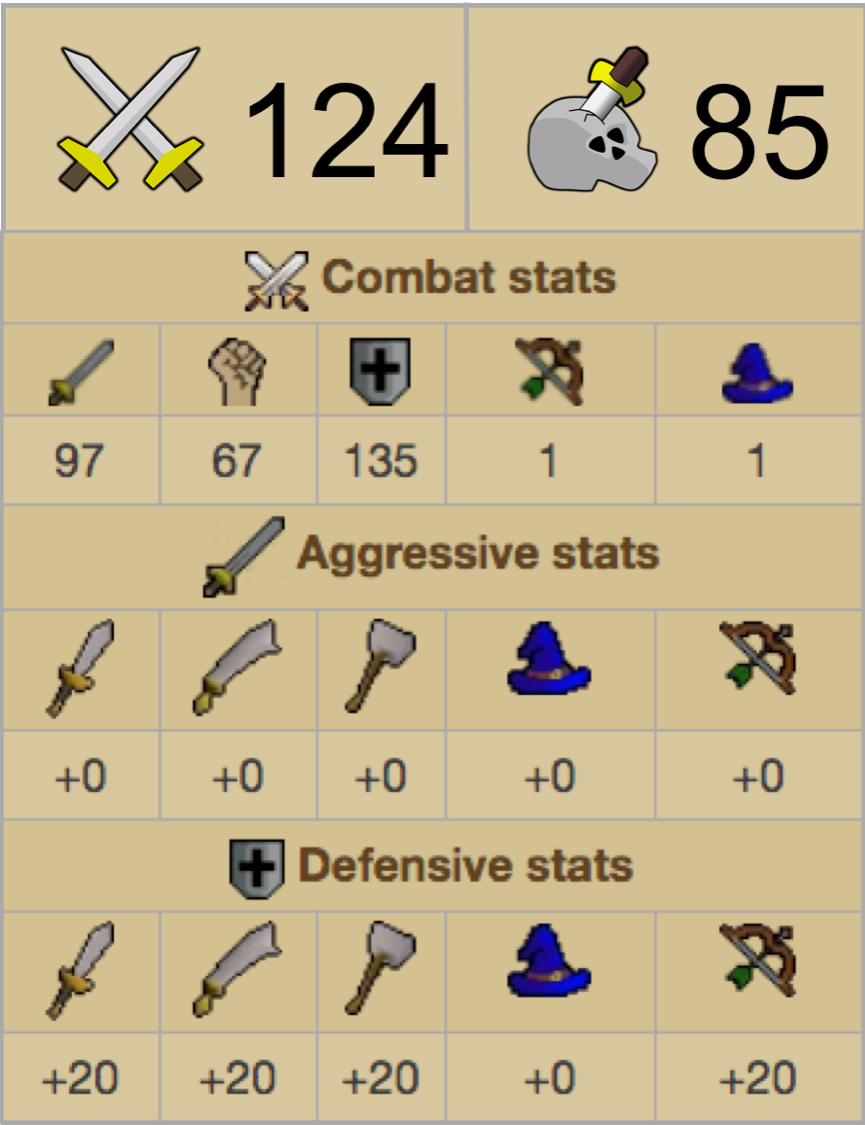 124 85
Combat stats
97 67 135 1 1
Aggressive stats
+0 +0 +0 +0 +0
Defensive stats
+20 +20 +20 +0 +20